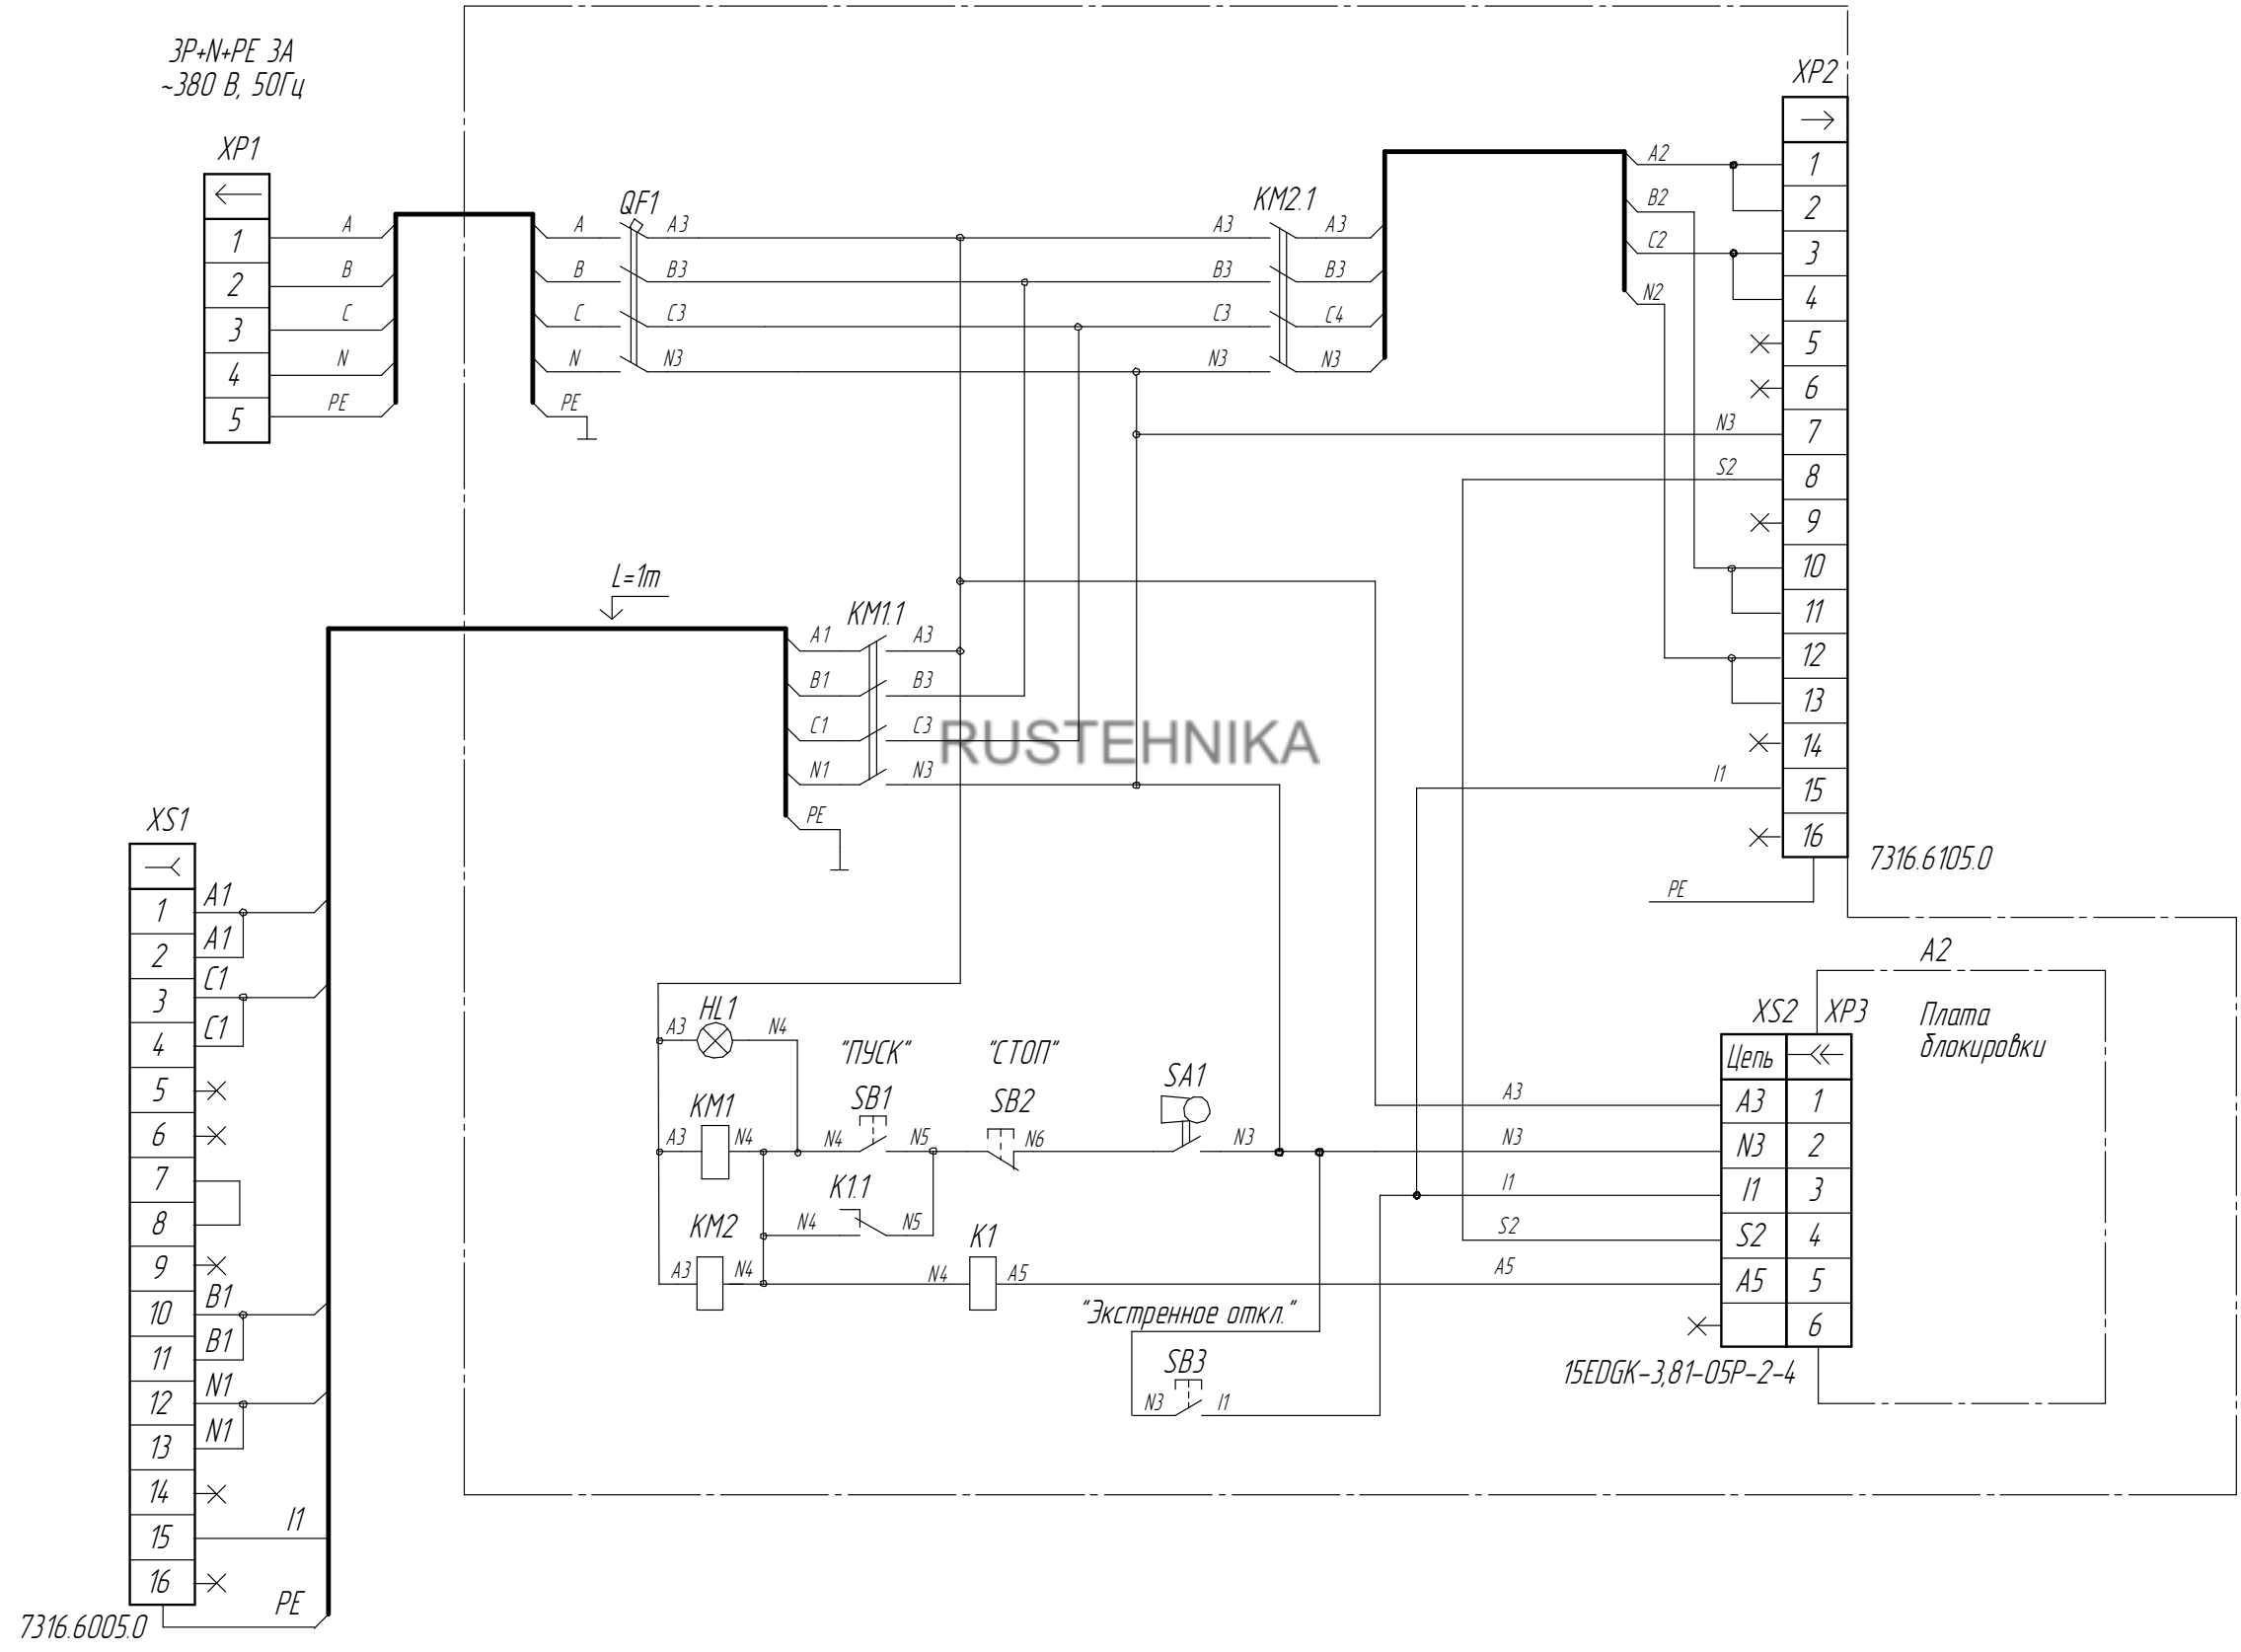 3P+N+PE 3A
~380 В, 50Гц
XP1
1
2
3
4
5
A
B
C
N
PE
A
B
C
N
PE
QF1
A3
B3
C3
N3
KM2.1
A3
B3
C3
N3
A3
B3
C4
N3
A2
B2
C2
N2
XP2
1
2
3
4
5
6
7
8
9
10
11
12
13
14
15
16
N3
S2
I1
PE
7316.6105.0
L=1m
KM1.1
A1
B1
C1
N1
PE
A3
B3
C3
N3
RUSTEHNIKA
XS1
1
2
3
4
5
6
7
8
9
10
11
12
13
14
15
16
A1
A1
C1
C1
B1
B1
N1
N1
I1
PE
7316.6005.0
HL1
A3
N4
KM1
A3
N4
KM2
A3
N4
"ПУСК"
SB1
N4
N5
K1.1
N4
N5
"СТОП"
SB2
N6
SA1
N3
K1
N4
A5
"Экстренное откл."
SB3
N3
I1
A3
N3
I1
S2
A5
A2
Плата
блокировки
XS2
XP3
Цепь
A3
1
N3
2
I1
3
S2
4
A5
5
6
15EDGK-3,81-05P-2-4